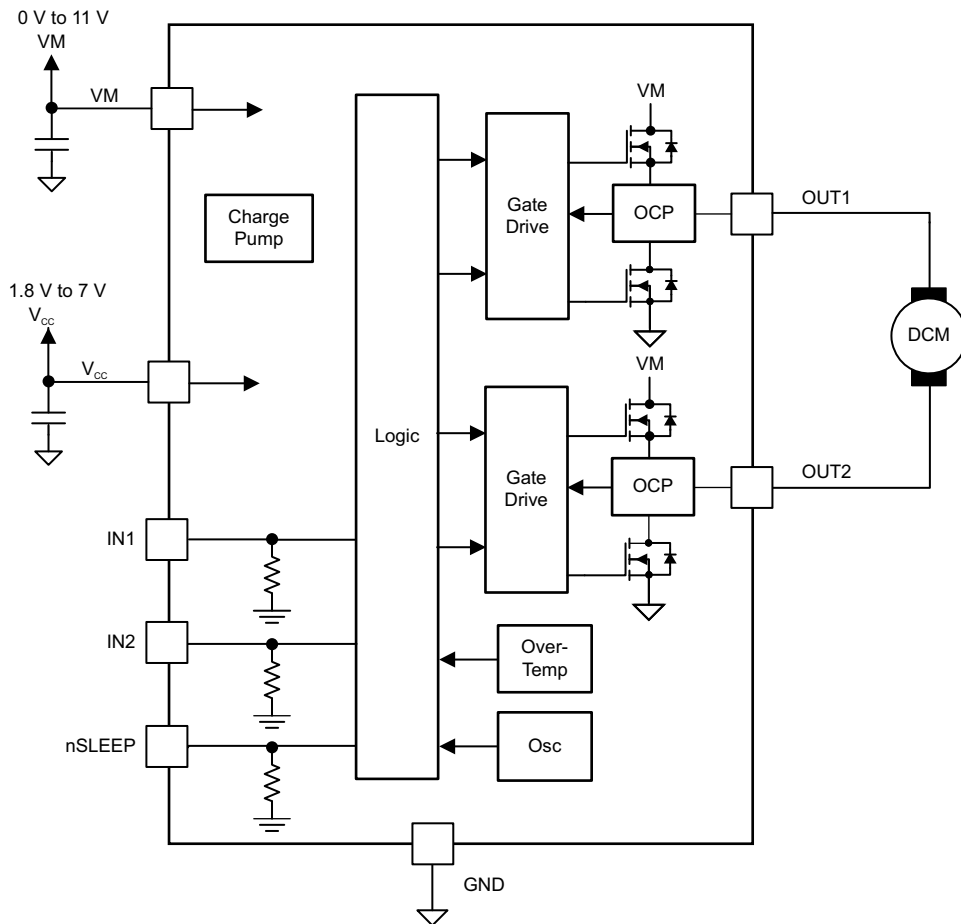 0 V to 11 V
VM
VM
VM
Charge
Pump
Gate
Drive
OCP
OUT1
1.8 V to 7 V
VCC
VCC
DCM
VM
Logic
Gate
Drive
OCP
OUT2
IN1
IN2
Over-
Temp
nSLEEP
Osc
GND